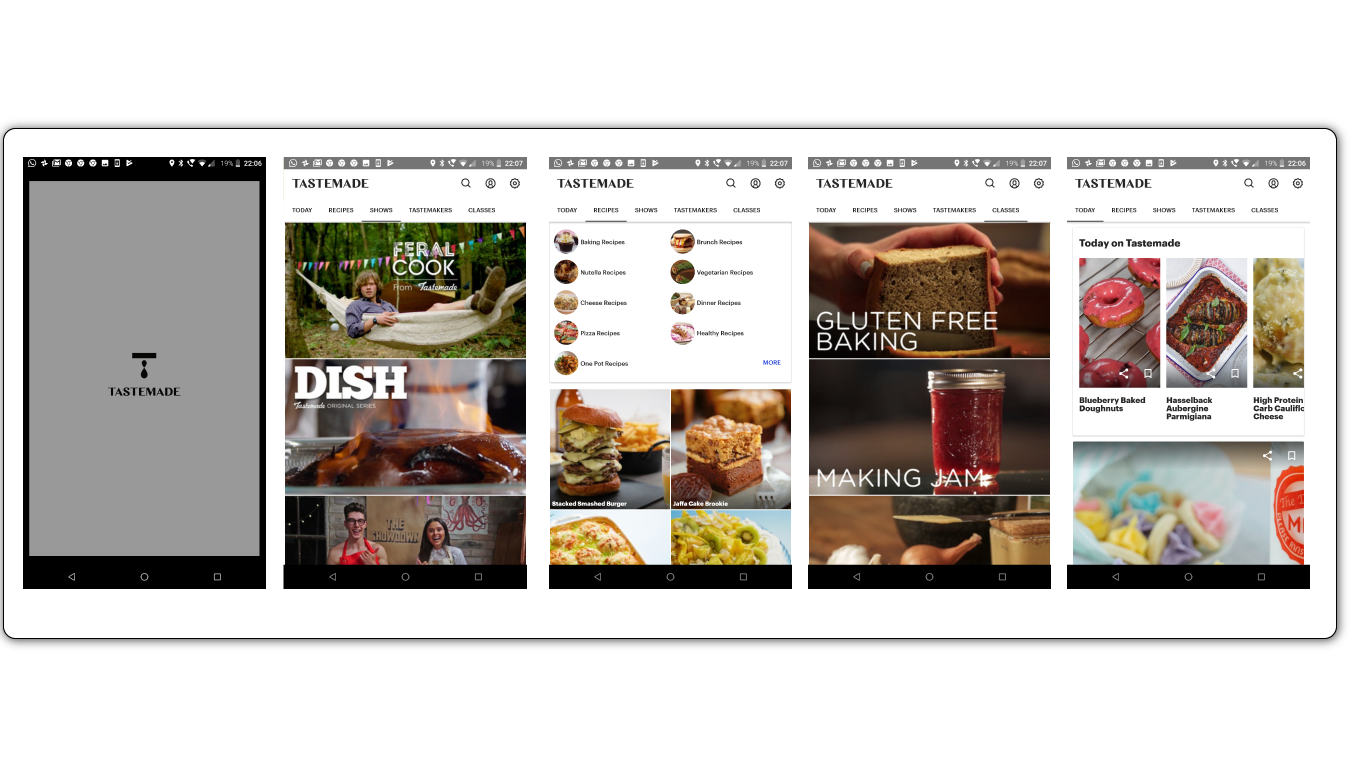 19% 22:06
TASTEMADE
19% 22:07
TASTEMADE
TODAY RECIPES SHOWS TASTEMAKERS CLASSES
FERAL
COOK
From Tastemade
DISH
Tastemade ORIGINAL SERIES
THE
SHOWDOWN
19% 22:07
TASTEMADE
TODAY RECIPES SHOWS TASTEMAKERS CLASSES
Baking Recipes
Brunch Recipes
Nutella Recipes
Vegetarian Recipes
Cheese Recipes
Dinner Recipes
Pizza Recipes
Healthy Recipes
One Pot Recipes
MORE
Stacked Smashed Burger
Jaffa Cake Brookie
19% 22:07
TASTEMADE
TODAY RECIPES SHOWS TASTEMAKERS CLASSES
GLUTEN FREE
BAKING
MAKING JAM
19% 22:06
TASTEMADE
TODAY RECIPES SHOWS TASTEMAKERS CLASSES
Today on Tastemade
Blueberry Baked
Doughnuts
Hasselback
Aubergine
Parmigiana
High Protein
Carb Cauliflo
Cheese
The